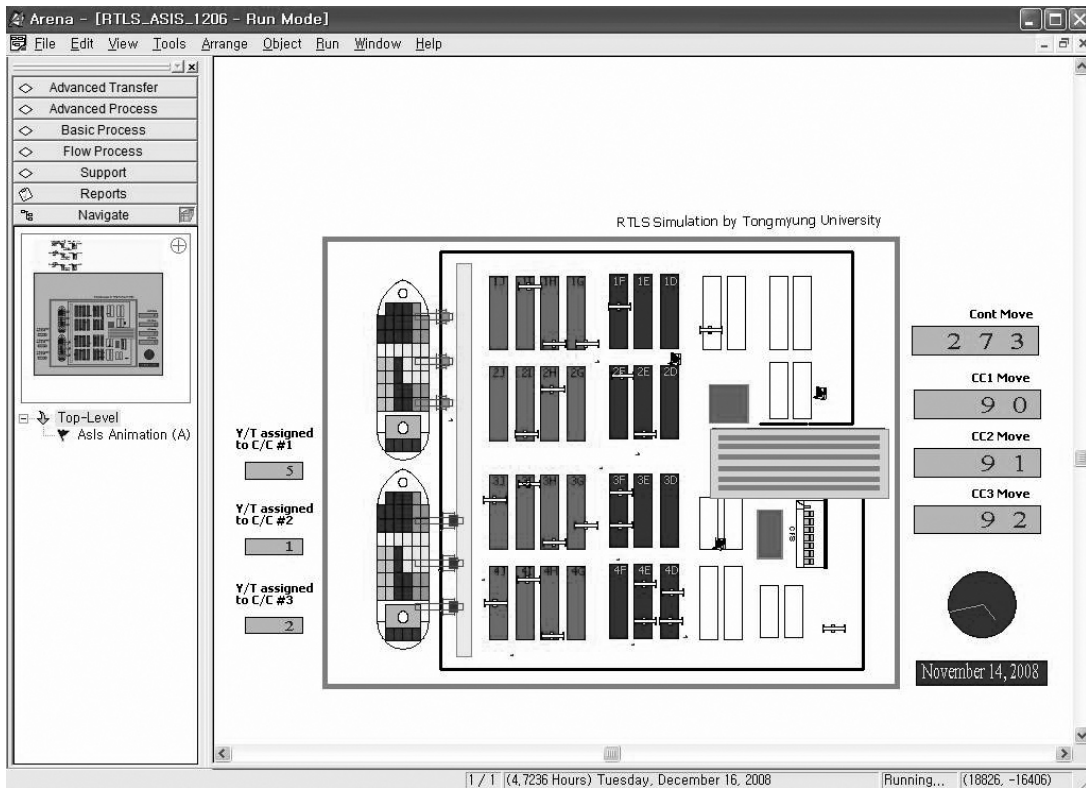 Arena - [RTLS_ASIS_1206 - Run Mode]
File Edit View Tools Arrange Object Run Window Help
Advanced Transfer
Advanced Process
Basic Process
Flow Process
Support
Reports
Navigate
Top-Level
AsIs Animation (A)
RTLS Simulation by Tongmyung University
1J 1H 1G 1F 1E 1D
2J 2I 2H 2G 2F 2E 2D
3J 3H 3G 3F 3E 3D
4J 4H 4G 4F 4E 4D
Y/T assigned
to C/C #1
5
Y/T assigned
to C/C #2
1
Y/T assigned
to C/C #3
2
Cont Move
2 7 3
CC1 Move
9 0
CC2 Move
9 1
CC3 Move
9 2
November 14, 2008
1 / 1 (4,7236 Hours) Tuesday, December 16, 2008 Running,,, (18826, -16406)